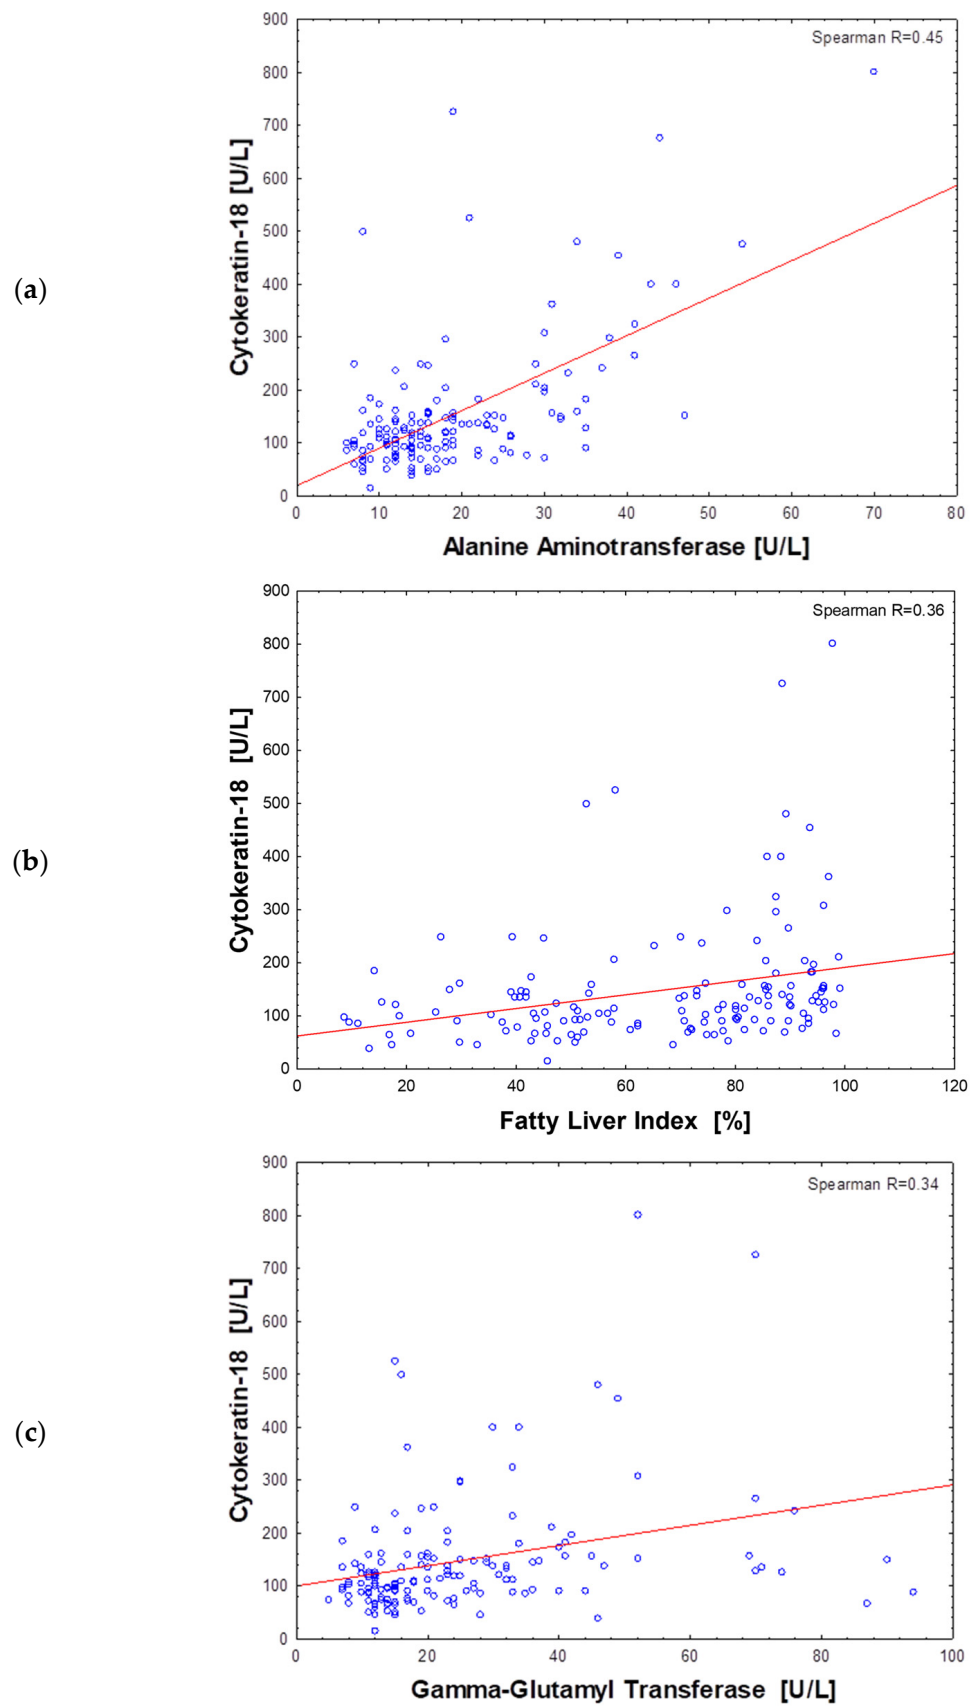 (a)
Spearman R=0.45
Cytokeratin-18 [U/L]
900
800
700
600
500
400
300
200
100
0
0 10 20 30 40 50 60 70 80
Alanine Aminotransferase [U/L]
(b)
Spearman R=0.36
Cytokeratin-18 [U/L]
900
800
700
600
500
400
300
200
100
0
0 20 40 60 80 100 120
Fatty Liver Index [%]
(c)
Spearman R=0.34
Cytokeratin-18 [U/L]
900
800
700
600
500
400
300
200
100
0
0 20 40 60 80 100
Gamma-Glutamyl Transferase [U/L]